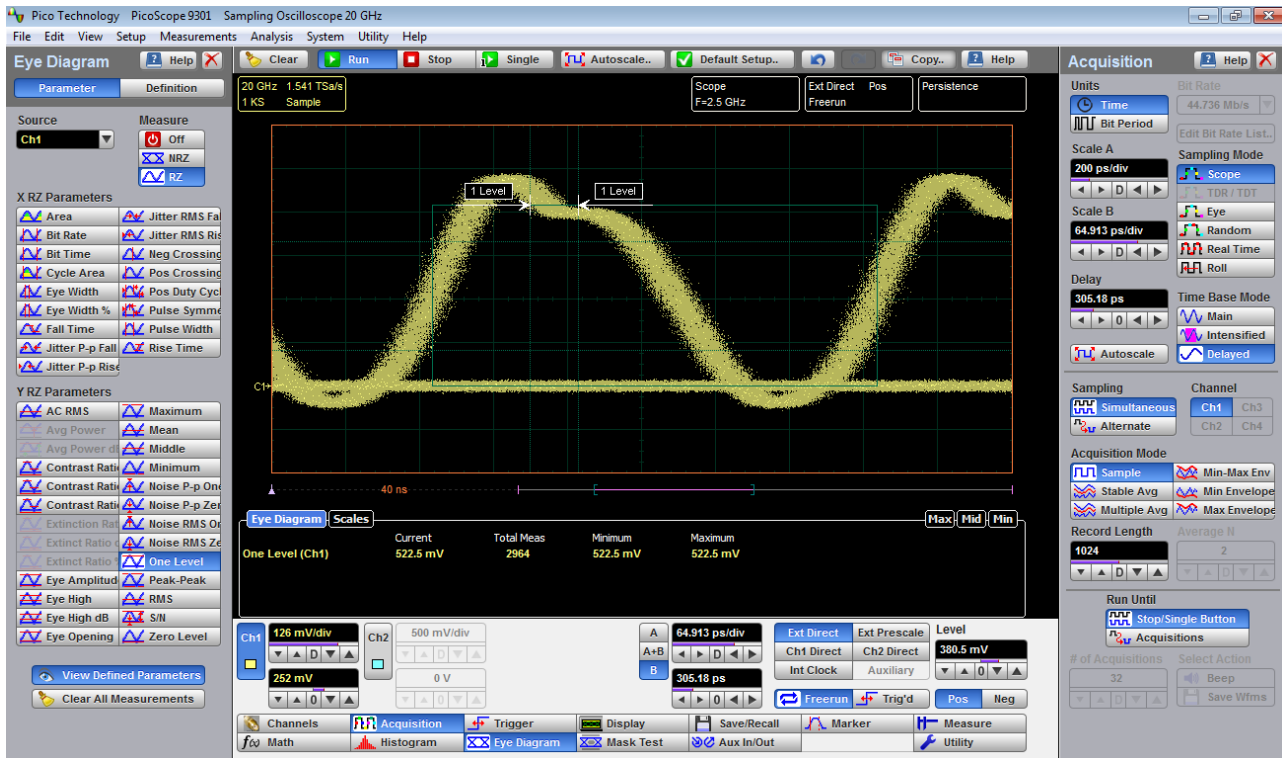 Pico Technology PicoScope 9301 Sampling Oscilloscope 20 GHz
File Edit View Setup Measurements Analysis System Utility Help
Eye Diagram Help
Parameter Definition
Source Measure
Ch1 Off
NRZ
RZ
X RZ Parameters
Area Jitter RMS Fal
Bit Rate Jitter RMS Ris
Bit Time Neg Crossing
Cycle Area Pos Crossing
Eye Width Pos Duty Cycl
Eye Width % Pulse Symme
Fall Time Pulse Width
Jitter P-p Fall Rise Time
Jitter P-p Rise
Y RZ Parameters
AC RMS Maximum
Avg Power Mean
Avg Power dB Middle
Contrast Ratio Minimum
Contrast Ratio Noise P-p One
Contrast Ratio Noise P-p Zer
Extinction Rat Noise RMS On
Extinct Ratio Noise RMS Ze
Extinct Ratio One Level
Eye Amplitud Peak-Peak
Eye High RMS
Eye High dB S/N
Eye Opening Zero Level
View Defined Parameters
Clear All Measurements
Clear Run Stop Single Autoscale.. Default Setup.. Copy.. Help
20 GHz 1.541 TSa/s
1 KS Sample
Scope
F=2.5 GHz
Ext Direct Pos
Freerun
Persistence
1 Level 1 Level
C1
40 ns
Eye Diagram Scales Max Mid Min
Current Total Meas Minimum Maximum
One Level (Ch1) 522.5 mV 2964 522.5 mV 522.5 mV
Ch1 126 mV/div Ch2 500 mV/div
D D
252 mV 0 V
0 0
A 64.913 ps/div
A+B D
B 305.18 ps
0
Ext Direct Ext Prescale Level
Ch1 Direct Ch2 Direct 380.5 mV
Int Clock Auxiliary 0
Freerun Trig'd Pos Neg
Channels Acquisition Trigger Display Save/Recall Marker Measure
f(x) Math Histogram Eye Diagram Mask Test Aux In/Out Utility
Acquisition Help
Units Bit Rate
Time 44.736 Mb/s
Bit Period Edit Bit Rate List..
Scale A Sampling Mode
200 ps/div Scope
D TDR / TDT
Scale B Eye
64.913 ps/div Random
D Real Time
Roll
Delay
305.18 ps Time Base Mode
0 Main
Intensified
Autoscale Delayed
Sampling Channel
Simultaneous Ch1 Ch3
Alternate Ch2 Ch4
Acquisition Mode
Sample Min-Max Env
Stable Avg Min Envelope
Multiple Avg Max Envelope
Record Length Average N
1024 2
D D
Run Until
Stop/Single Button
Acquisitions
# of Acquisitions Select Action
32 Beep
D Save Wfms